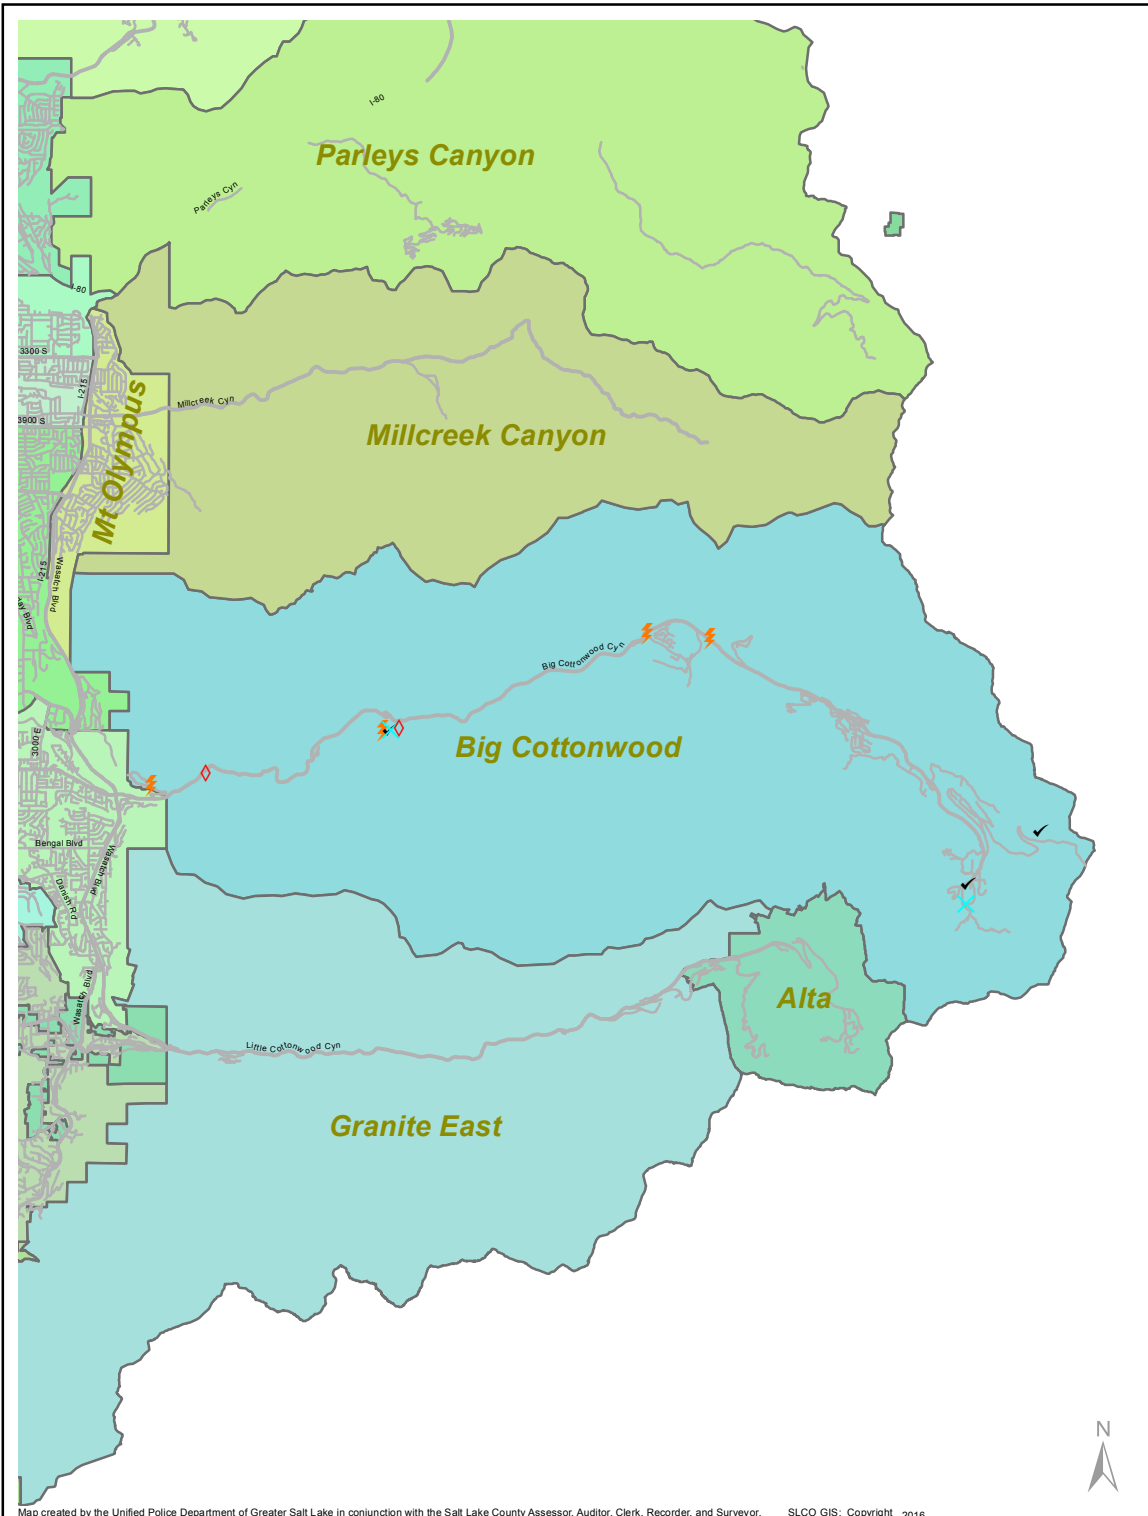 I-80
Parleys Canyon
Parleys Cyn
I-80
3300 S
I-215
Mt Olympus
Millcreek Cyn
3900 S
Millcreek Canyon
I-215
Wasatch Blvd
Blvd
Big Cottonwood Cyn
3000 E
Big Cottonwood
Bengal Blvd
Wasatch Blvd
Danish Rd
Wasatch Blvd
Alta
Little Cottonwood Cyn
Granite East
N
Map created by the Unified Police Department of Greater Salt Lake in conjunction with the Salt Lake County Assessor, Auditor, Clerk, Recorder, and Surveyor. SLCO GIS: Copyright 2016